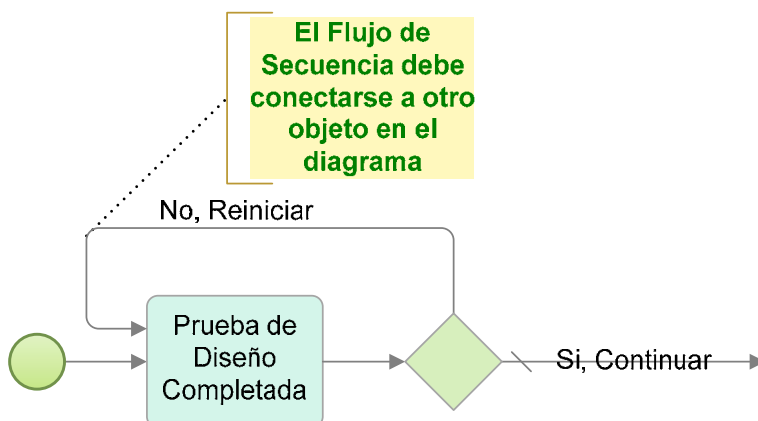 El Flujo de
Secuencia debe
conectarse a otro
objeto en el
diagrama
No, Reiniciar
Prueba de
Diseño
Completada
Si, Continuar